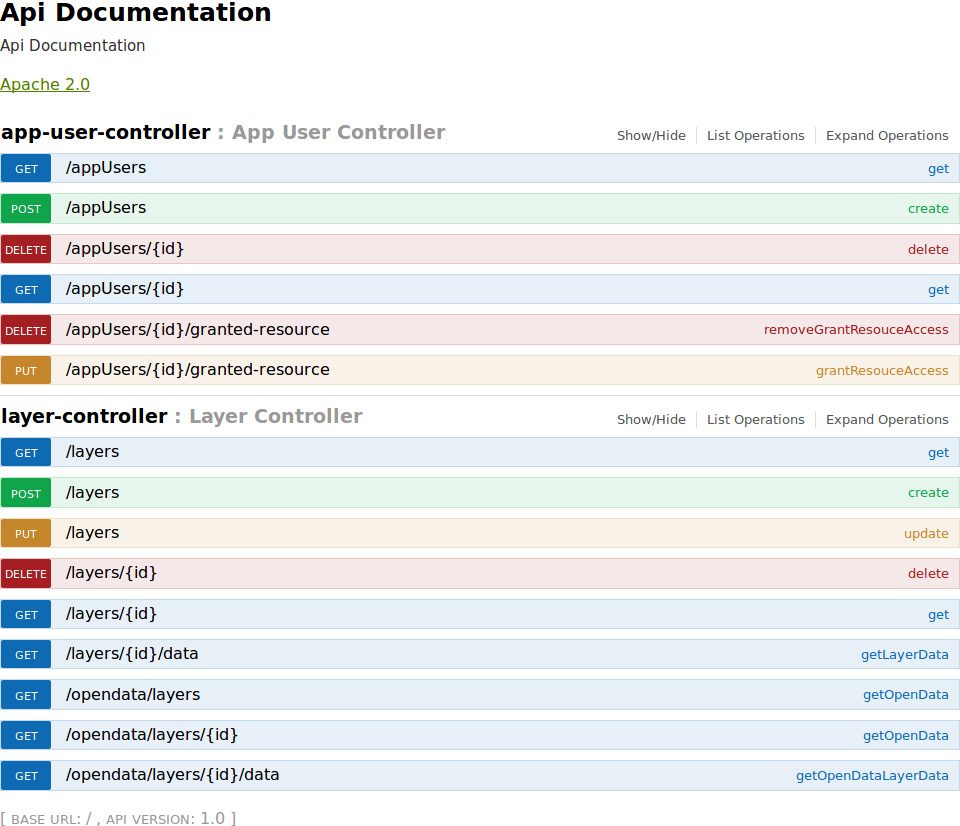 Api Documentation
Api Documentation
Apache 2.0
app-user-controller : App User Controller Show/Hide List Operations Expand Operations
GET /appUsers get
POST /appUsers create
DELETE /appUsers/{id} delete
GET /appUsers/{id} get
DELETE /appUsers/{id}/granted-resource removeGrantResouceAccess
PUT /appUsers/{id}/granted-resource grantResouceAccess
layer-controller : Layer Controller Show/Hide List Operations Expand Operations
GET /layers get
POST /layers create
PUT /layers update
DELETE /layers/{id} delete
GET /layers/{id} get
GET /layers/{id}/data getLayerData
GET /opendata/layers getOpenData
GET /opendata/layers/{id} getOpenData
GET /opendata/layers/{id}/data getOpenDataLayerData
[ BASE URL: / , API VERSION: 1.0 ]